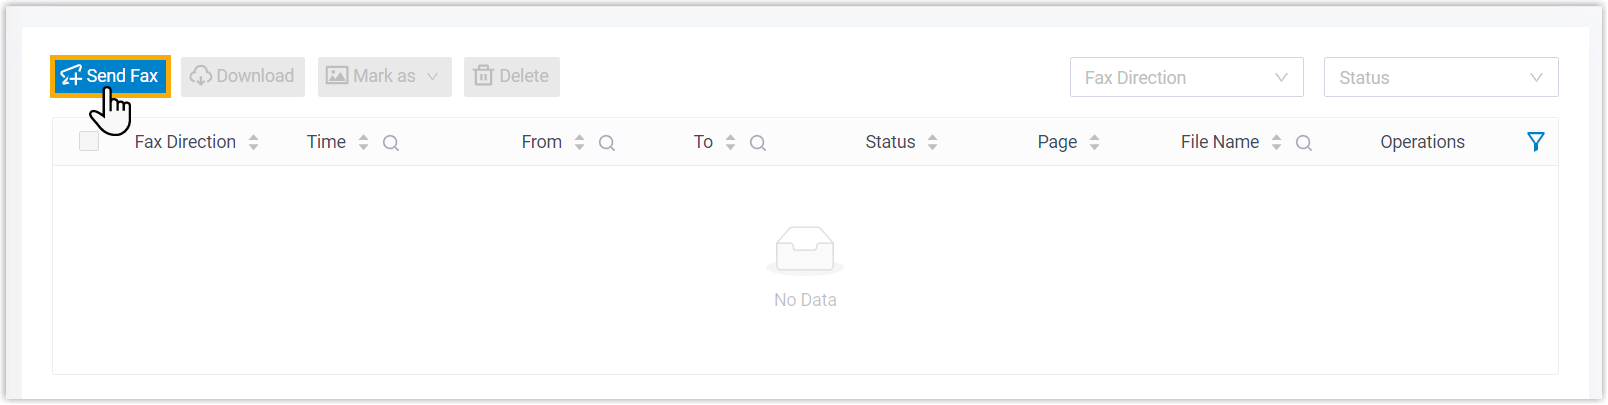 Send Fax Download Mark as Delete Fax Direction Status
Fax Direction Time From To Status Page File Name Operations
No Data